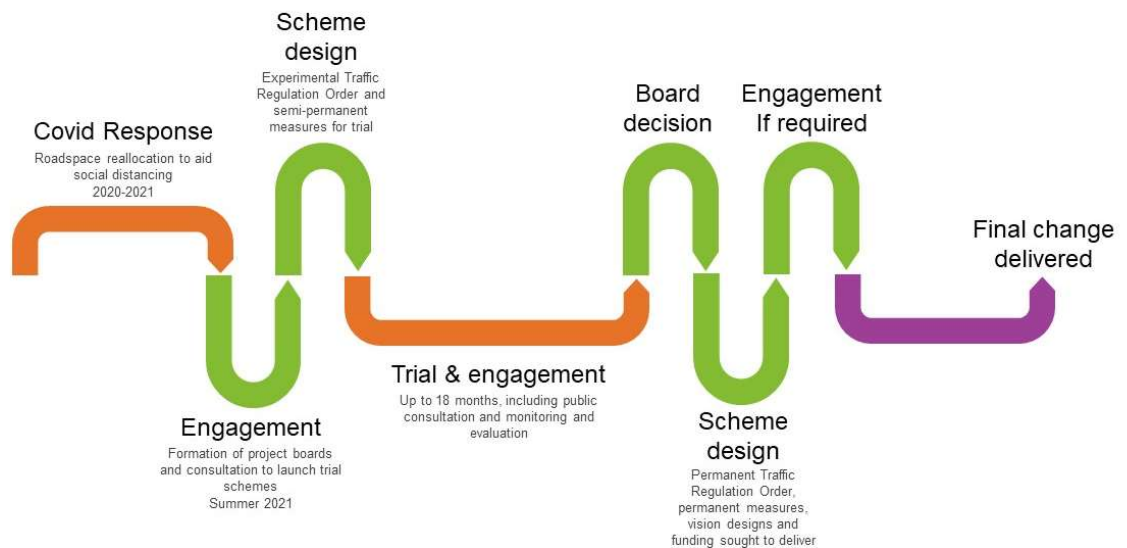 Covid Response
Roadspace reallocation to aid
social distancing
2020-2021
Engagement
Formation of project boards
and consultation to launch trial
schemes
Summer 2021
Scheme
design
Experimental Traffic
Regulation Order and
semi-permanent
measures for trial
Trial & engagement
Up to 18 months, including public
consultation and monitoring and
evaluation
Board
decision
Scheme
design
Permanent Traffic
Regulation Order,
permanent measures,
vision designs and
funding sought to deliver
Engagement
If required
Final change
delivered